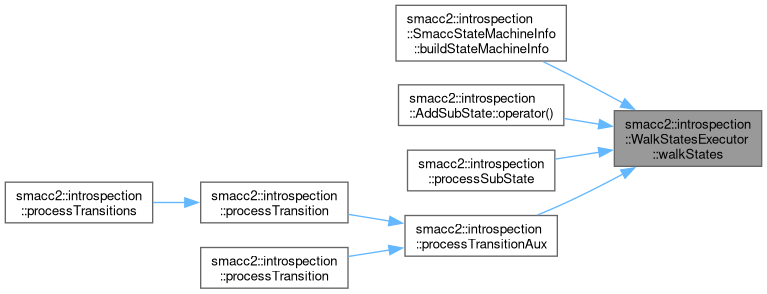 smacc2::introspection
::SmaccStateMachineInfo
::buildStateMachineInfo
smacc2::introspection
::AddSubState::operator()
smacc2::introspection
::WalkStatesExecutor
::walkStates
smacc2::introspection
::processSubState
smacc2::introspection
::processTransitions
smacc2::introspection
::processTransition
smacc2::introspection
::processTransitionAux
smacc2::introspection
::processTransition